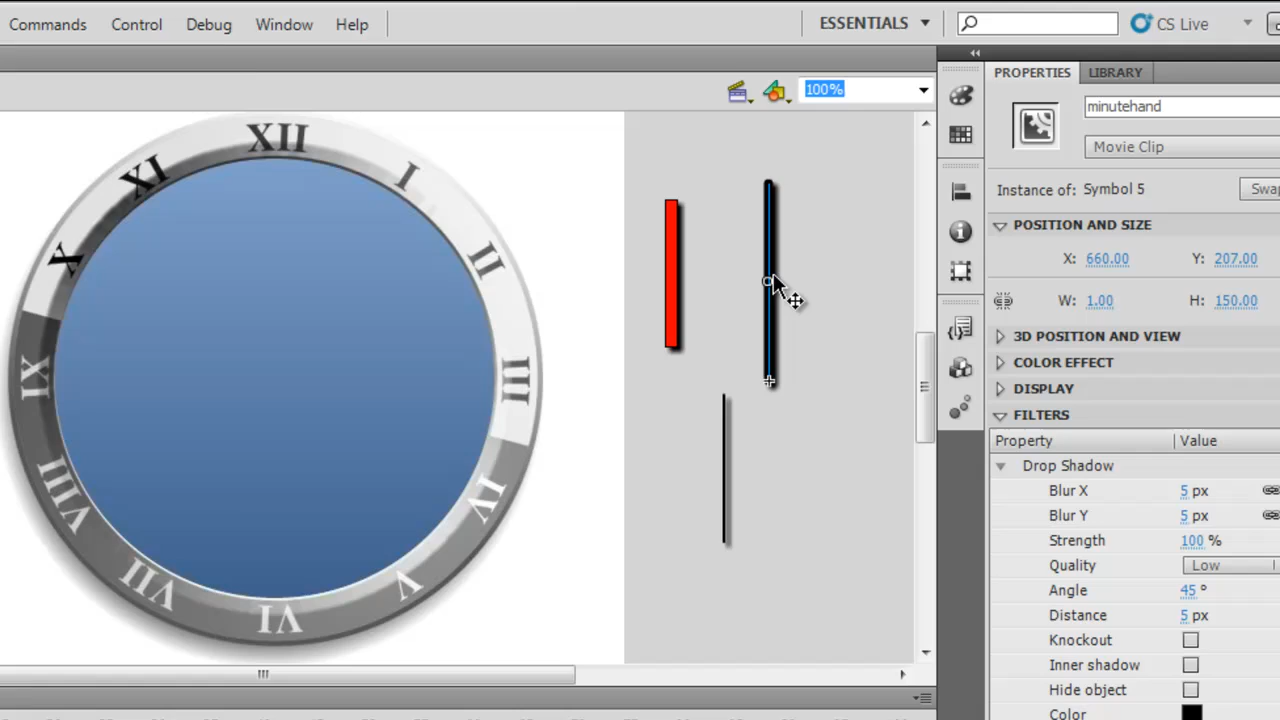 Commands Control Debug Window Help ESSENTIALS CS Live
100%
PROPERTIES LIBRARY
minutehand
Movie Clip
Instance of: Symbol 5 Swap
POSITION AND SIZE
X: 660.00 Y: 207.00
W: 1.00 H: 150.00
3D POSITION AND VIEW
COLOR EFFECT
DISPLAY
FILTERS
Property Value
Drop Shadow
Blur X 5 px
Blur Y 5 px
Strength 100 %
Quality Low
Angle 45 °
Distance 5 px
Knockout
Inner shadow
Hide object
Color
XII
I
II
III
IV
V
VI
VII
VIII
IX
X
XI